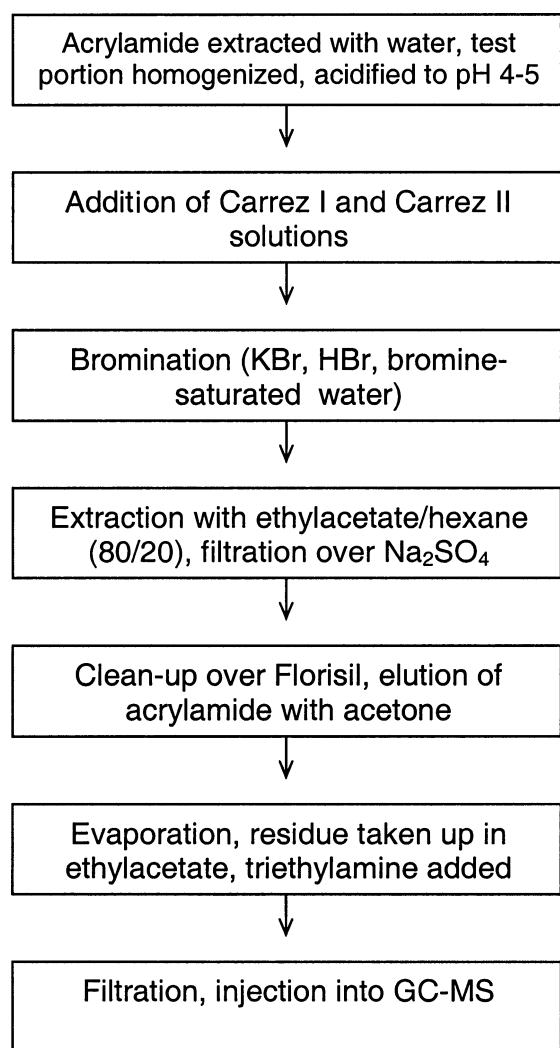 Acrylamide extracted with water, test
portion homogenized, acidified to pH 4-5
Addition of Carrez I and Carrez II
solutions
Bromination (KBr, HBr, bromine-
saturated water)
Extraction with ethylacetate/hexane
(80/20), filtration over Na₂SO₄
Clean-up over Florisil, elution of
acrylamide with acetone
Evaporation, residue taken up in
ethylacetate, triethylamine added
Filtration, injection into GC-MS